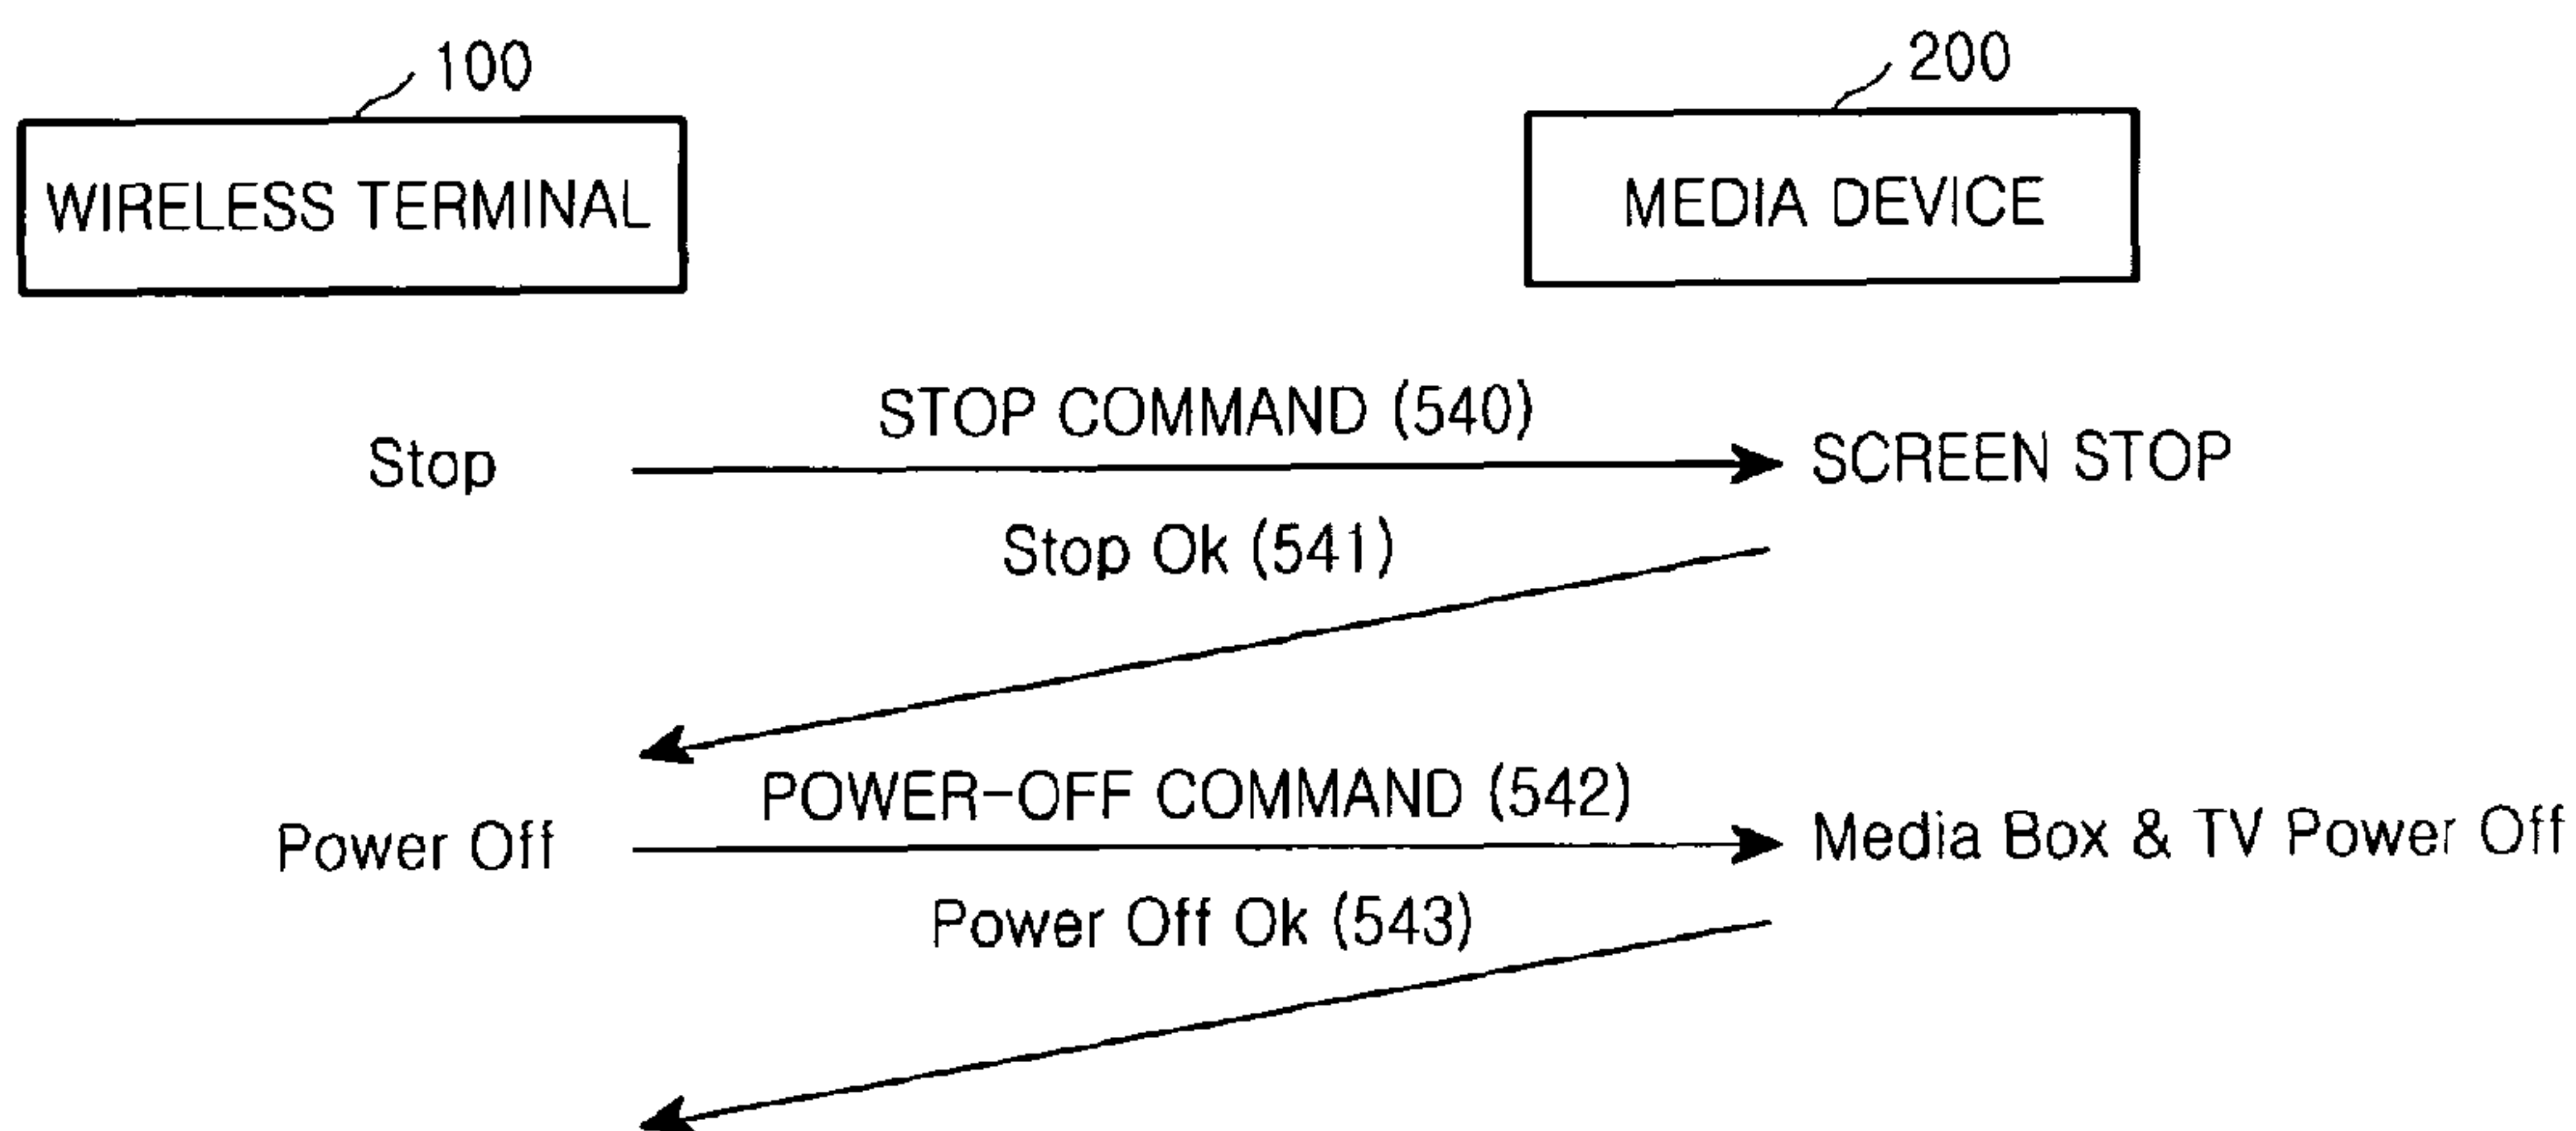 100
200
WIRELESS TERMINAL
MEDIA DEVICE
STOP COMMAND (540)
Stop
SCREEN STOP
Stop Ok (541)
POWER-OFF COMMAND (542)
Power Off
Media Box & TV Power Off
Power Off Ok (543)